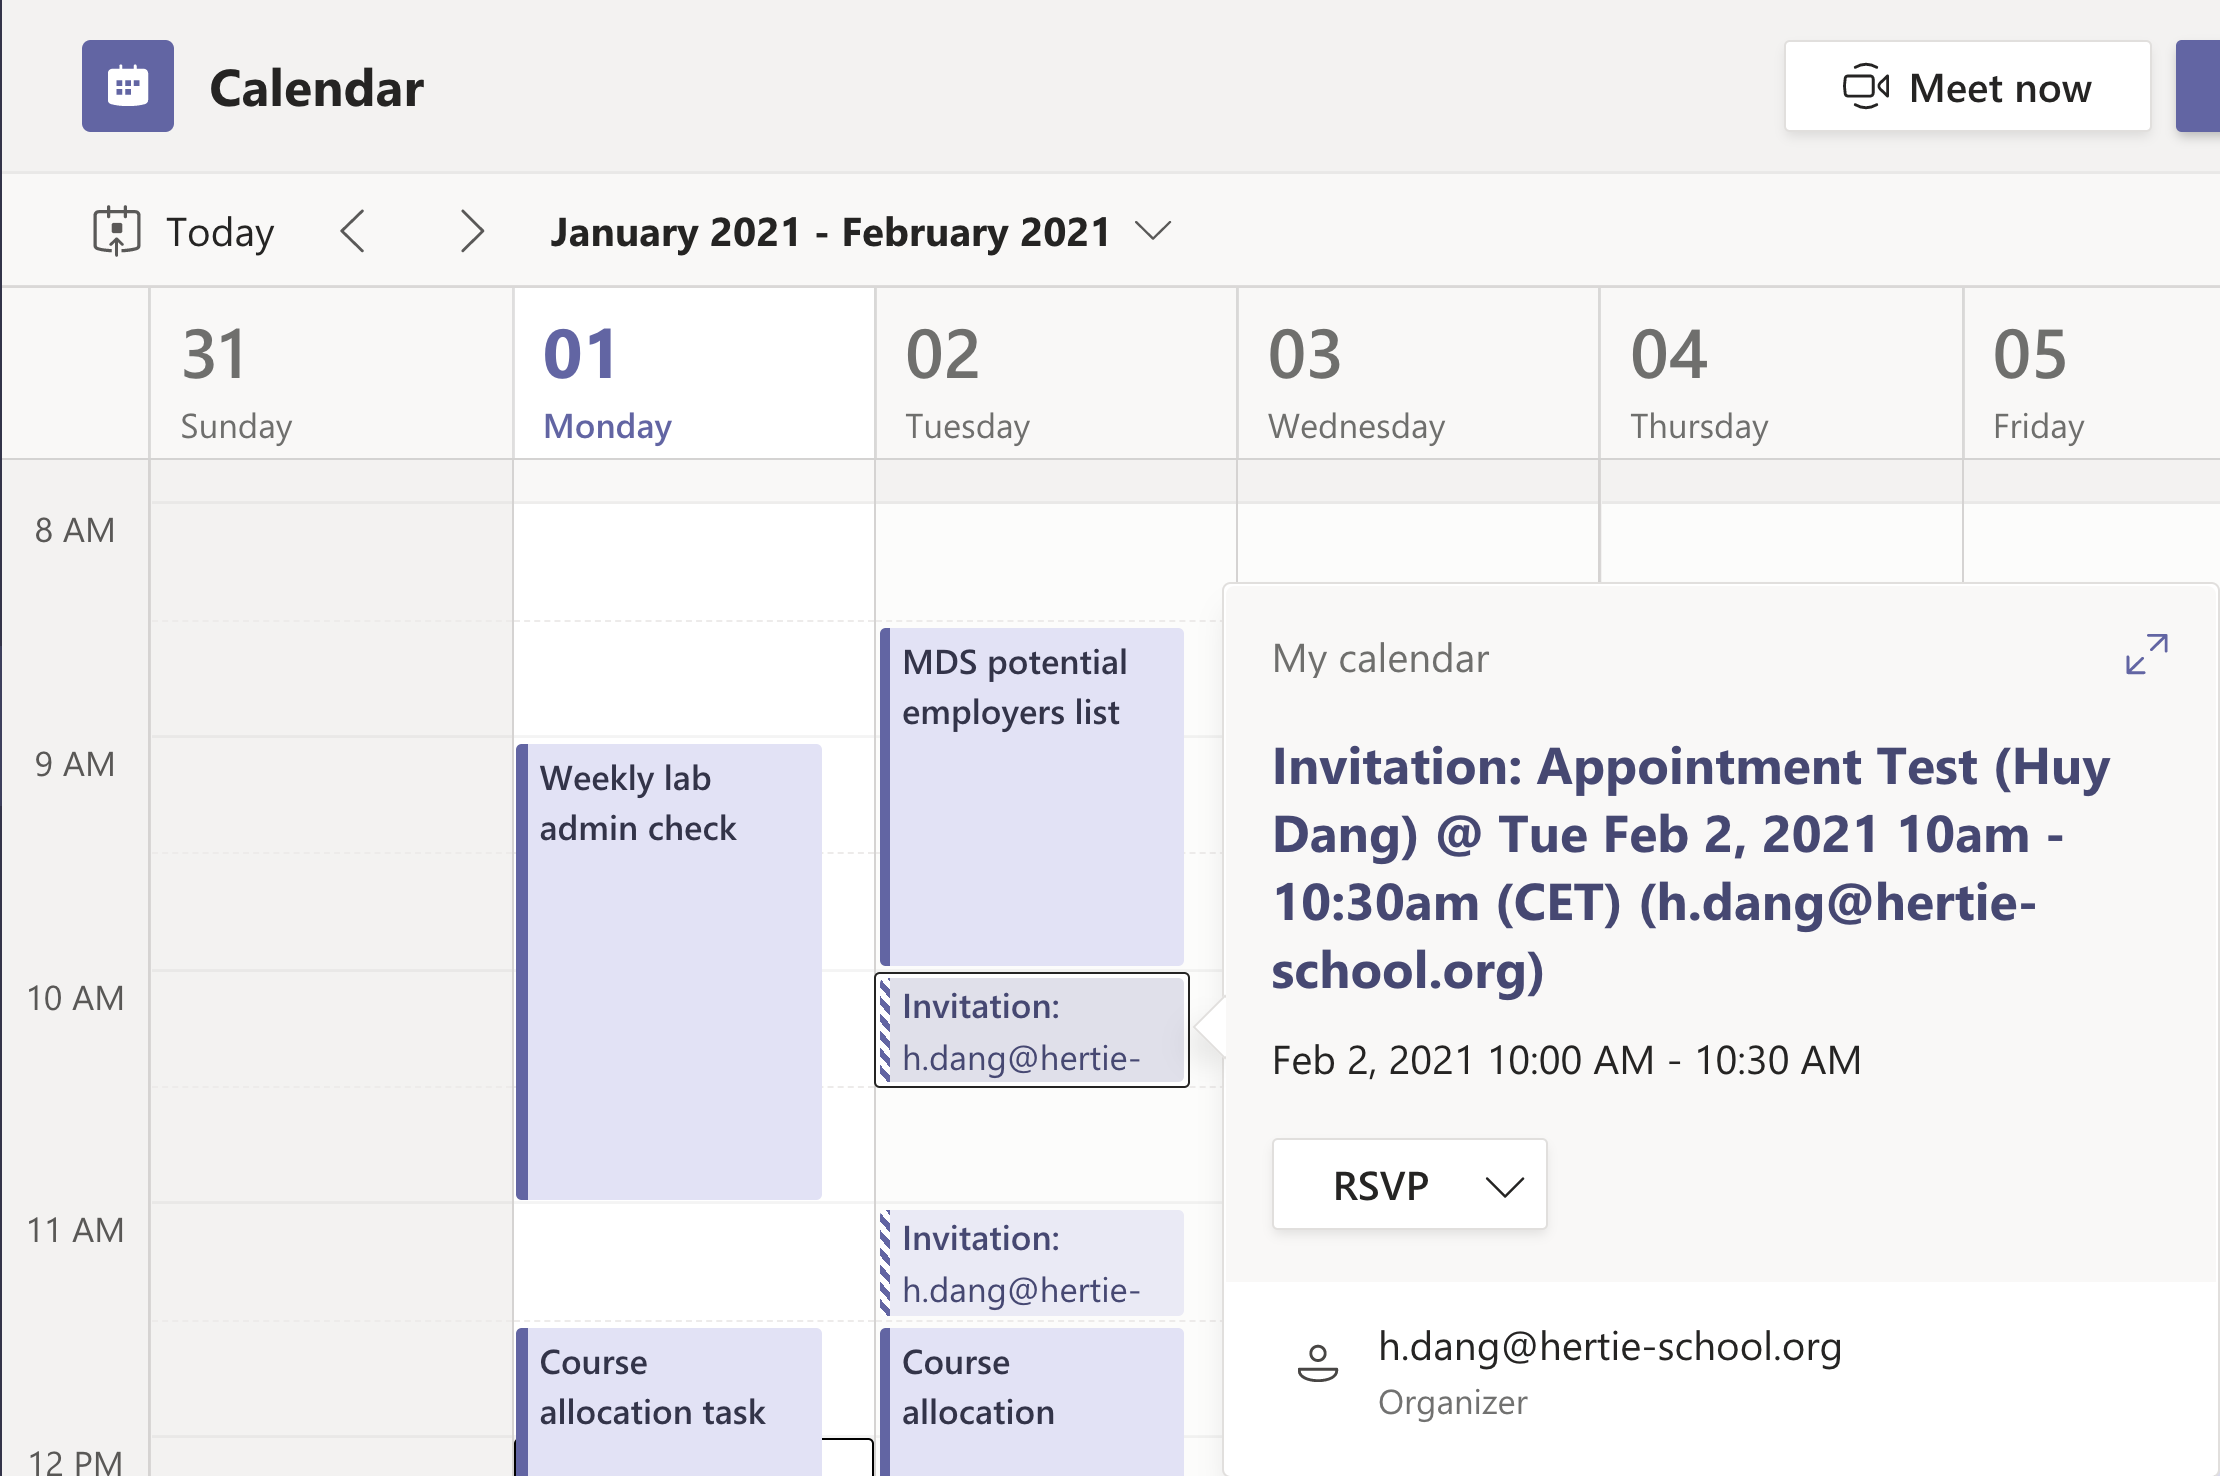 Calendar
Meet now
Today
January 2021 - February 2021
31
Sunday
01
Monday
02
Tuesday
03
Wednesday
04
Thursday
05
Friday
8 AM
9 AM
10 AM
11 AM
12 PM
Weekly lab
admin check
Course
allocation task
MDS potential
employers list
Invitation:
h.dang@hertie-
Invitation:
h.dang@hertie-
Course
allocation
My calendar
Invitation: Appointment Test (Huy
Dang) @ Tue Feb 2, 2021 10am -
10:30am (CET) (h.dang@hertie-
school.org)
Feb 2, 2021 10:00 AM - 10:30 AM
RSVP
h.dang@hertie-school.org
Organizer